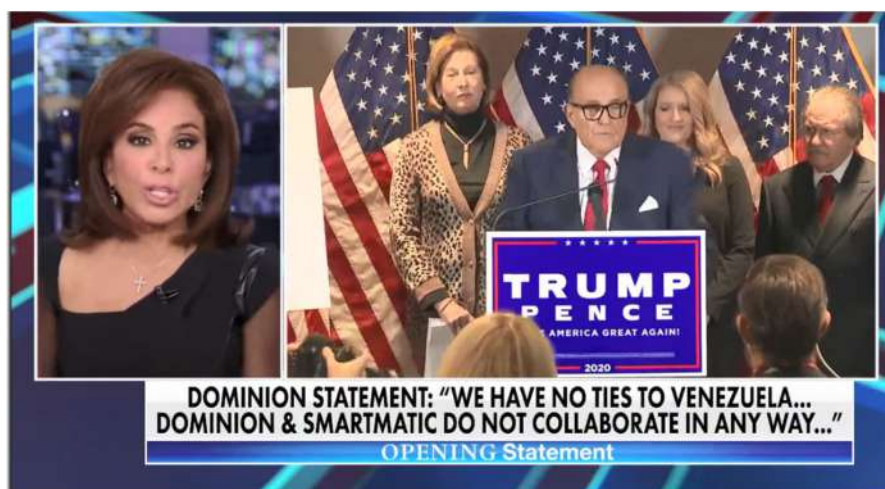 TRUMP
PENCE
AMERICA GREAT AGAIN!
2020
DOMINION STATEMENT: “WE HAVE NO TIES TO VENEZUELA...
DOMINION & SMARTMATIC DO NOT COLLABORATE IN ANY WAY...”
OPENING Statement